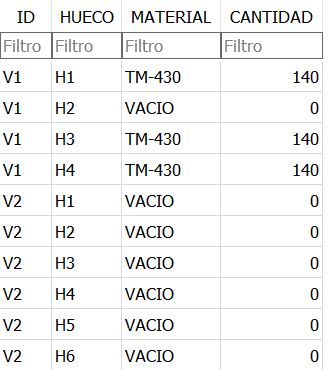 ID HUECO MATERIAL CANTIDAD
Filtro Filtro Filtro Filtro
V1 H1 TM-430 140
V1 H2 VACIO 0
V1 H3 TM-430 140
V1 H4 TM-430 140
V2 H1 VACIO 0
V2 H2 VACIO 0
V2 H3 VACIO 0
V2 H4 VACIO 0
V2 H5 VACIO 0
V2 H6 VACIO 0